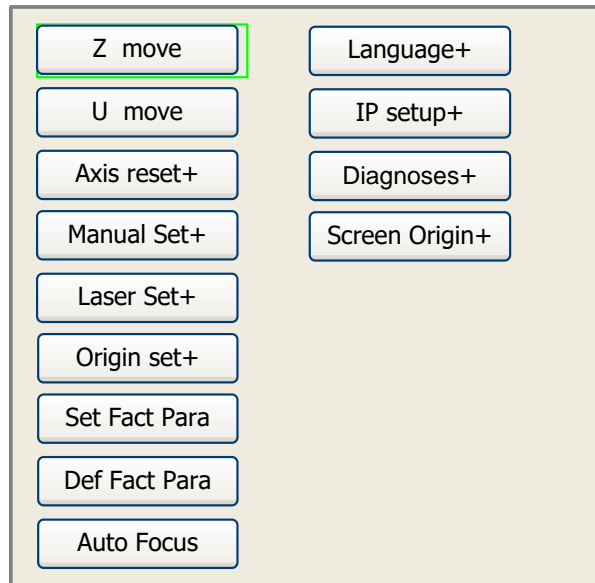 Z move
U move
Axis reset+
Manual Set+
Laser Set+
Origin set+
Set Fact Para
Def Fact Para
Auto Focus
Language+
IP setup+
Diagnoses+
Screen Origin+